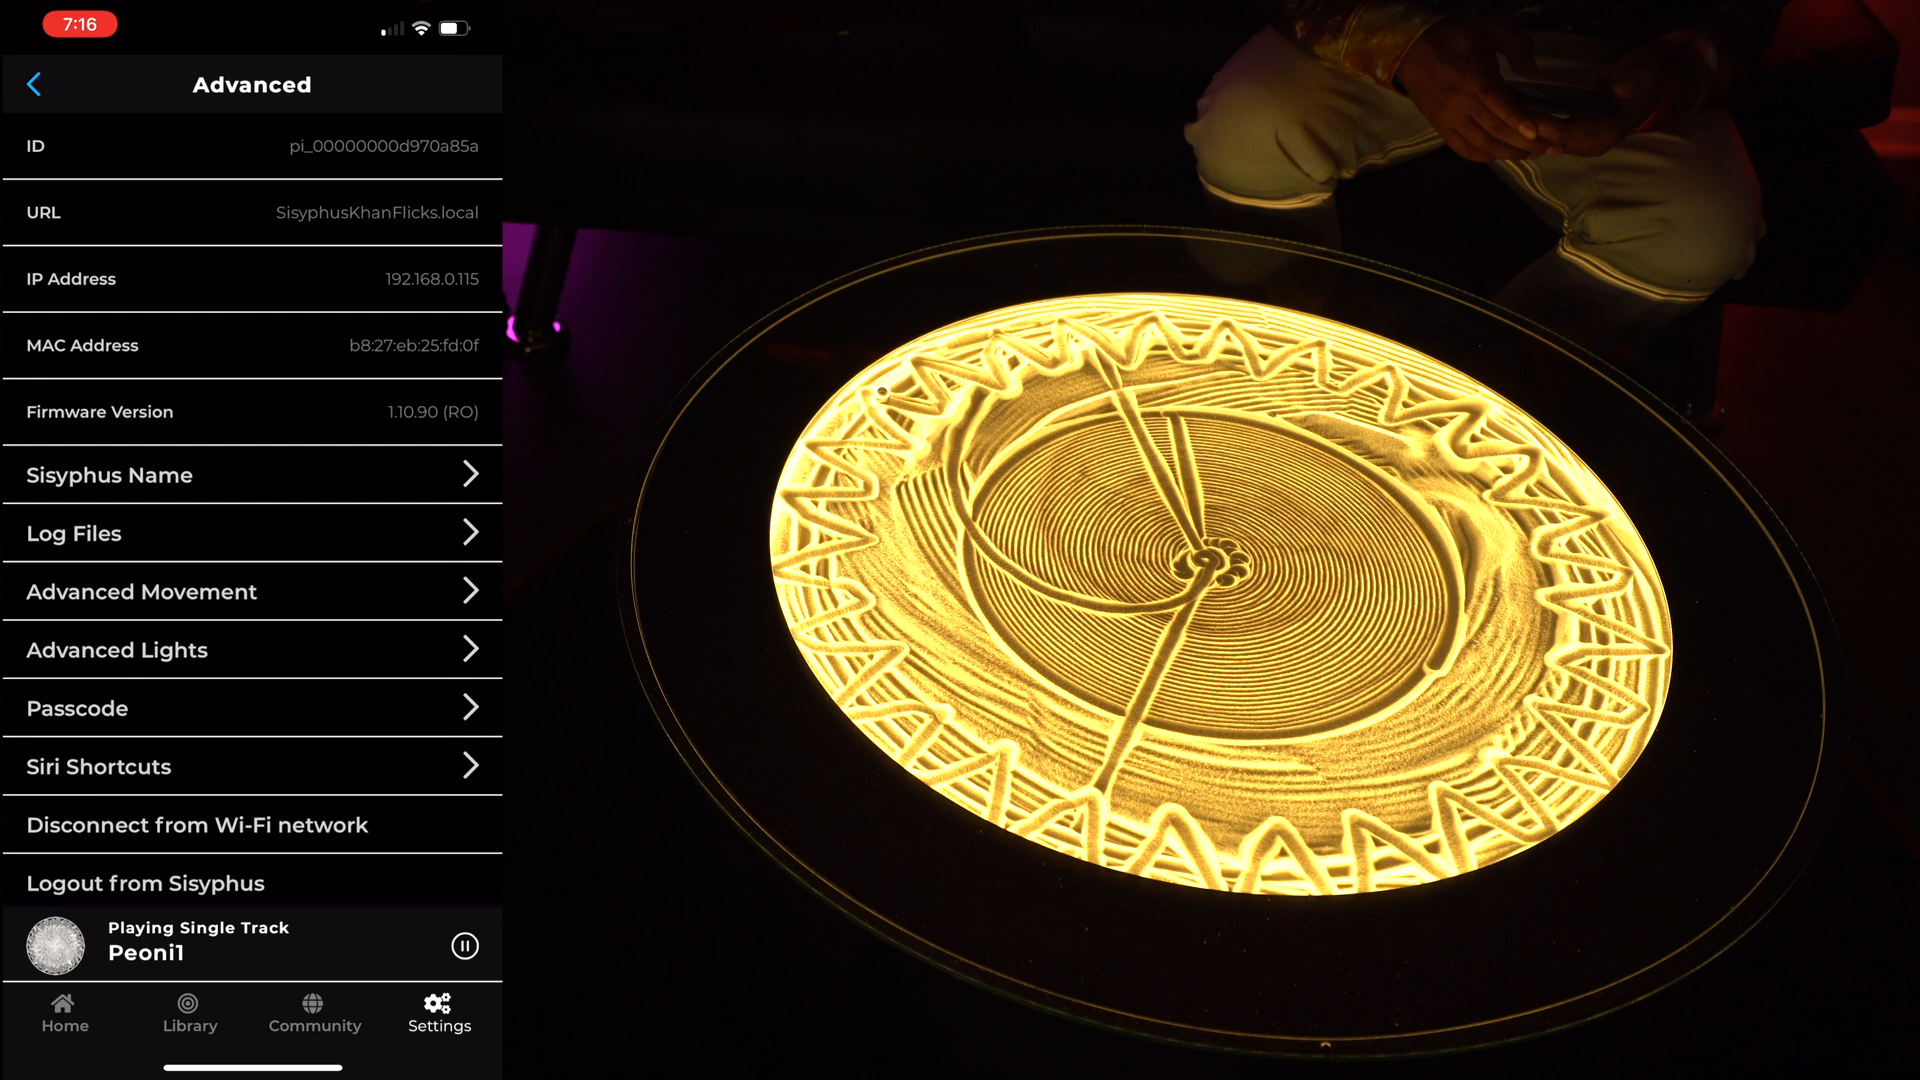 7:16
Advanced
ID pi_00000000d970a85a
URL SisyphusKhanFlicks.local
IP Address 192.168.0.115
MAC Address b8:27:eb:25:fd:0f
Firmware Version 1.10.90 (RO)
Sisyphus Name
Log Files
Advanced Movement
Advanced Lights
Passcode
Siri Shortcuts
Disconnect from Wi-Fi network
Logout from Sisyphus
Playing Single Track
Peoni1
Home Library Community Settings